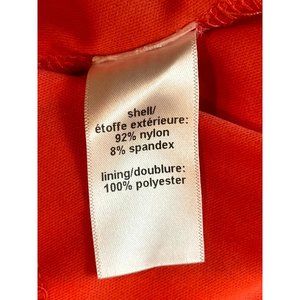 shell/
étoffe extérieure:
92% nylon
8% spandex
lining/doublure:
100% polyester